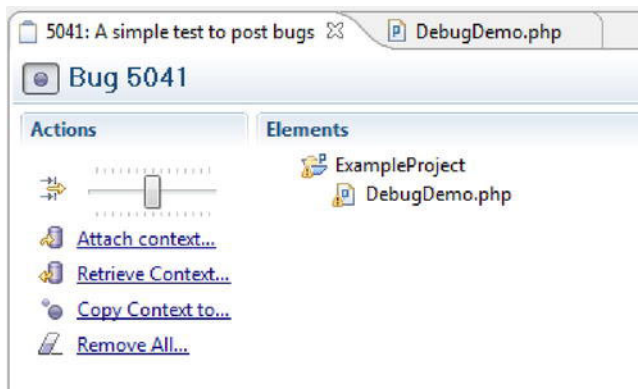 5041: A simple test to post bugs
DebugDemo.php
Bug 5041
Actions
Elements
ExampleProject
DebugDemo.php
Attach context...
Retrieve Context...
Copy Context to...
Remove All...